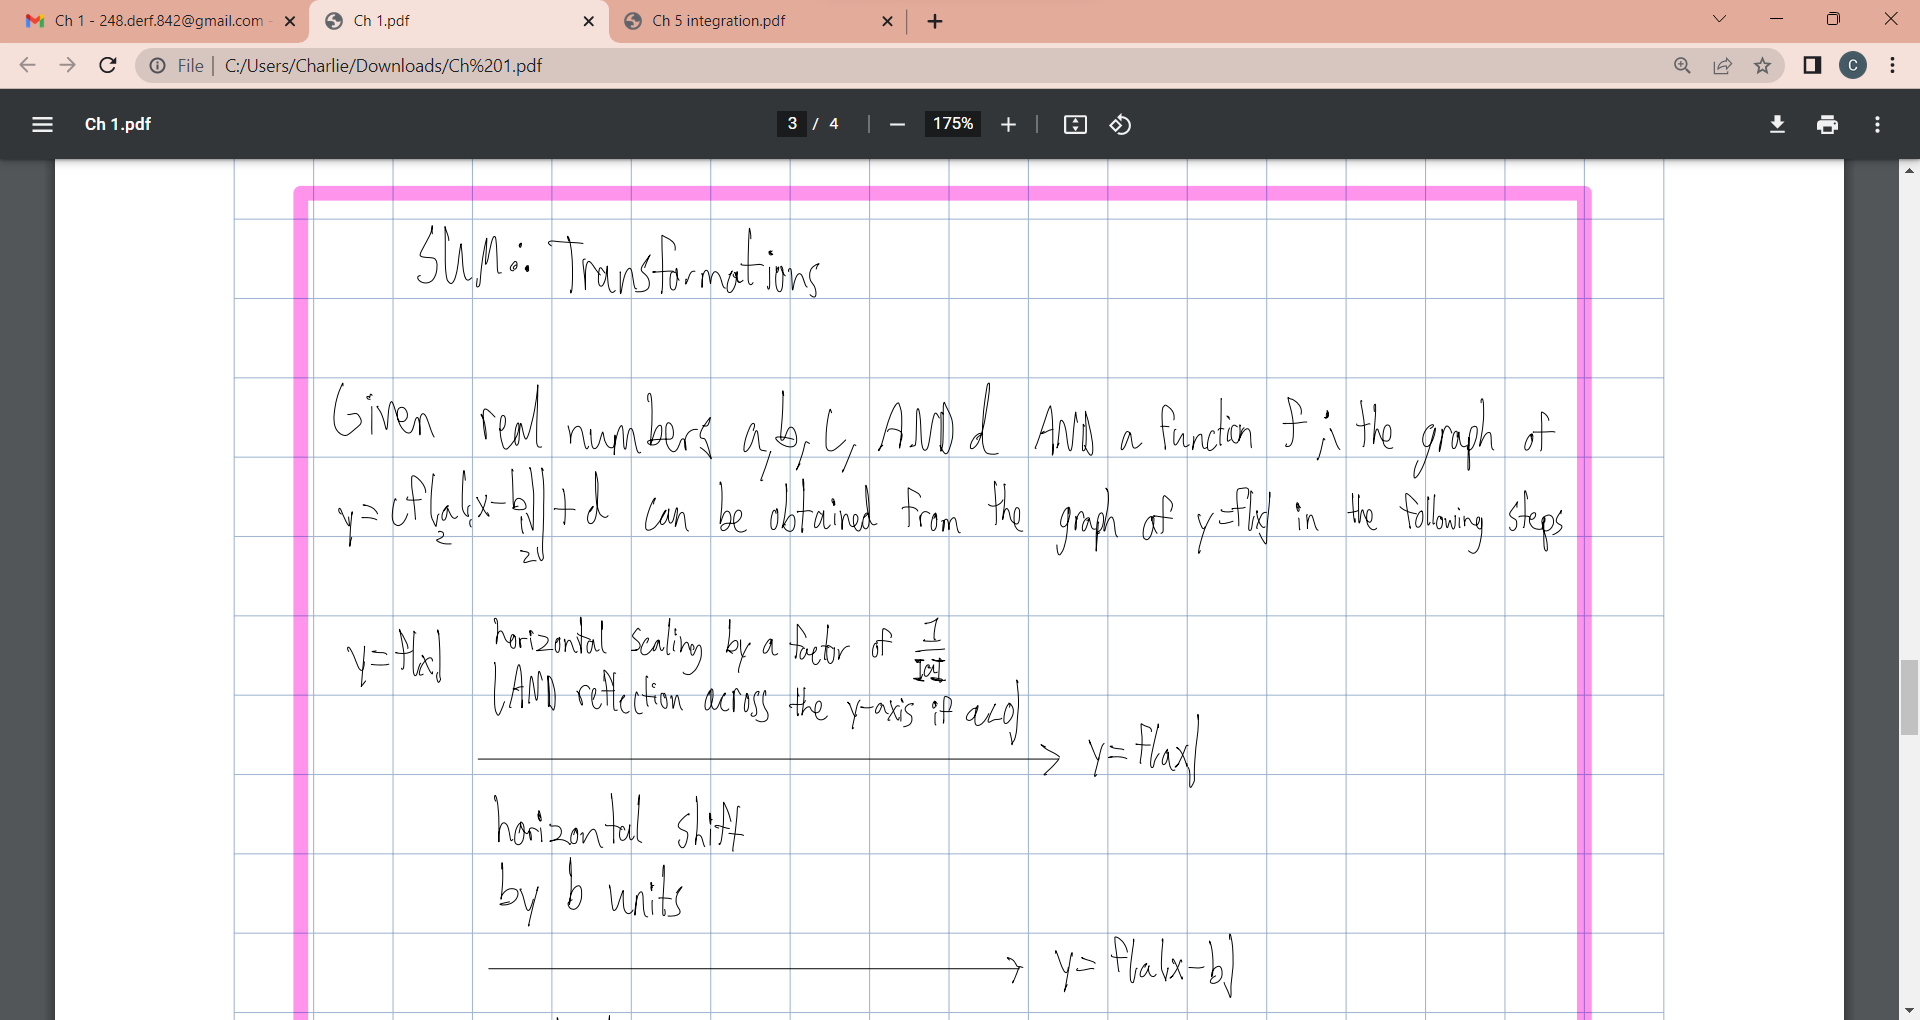 Ch 1 - 248.derf.842@gmail.com
Ch 1.pdf
Ch 5 integration.pdf
File | C:/Users/Charlie/Downloads/Ch%201.pdf
C
Ch 1.pdf
3 / 4
175%
SUM: Transformations
Given real numbers a, b, c, AND d AND a function f; the graph of
y = cf(a(x-b)) + d can be obtained from the graph of y=f(x) in the following steps
2
2
y=f(x) horizontal scaling by a factor of 1/|a|
(AND reflection across the y-axis if a<0)
y=f(ax)
horizontal shift
by b units
y= f(a(x-b)